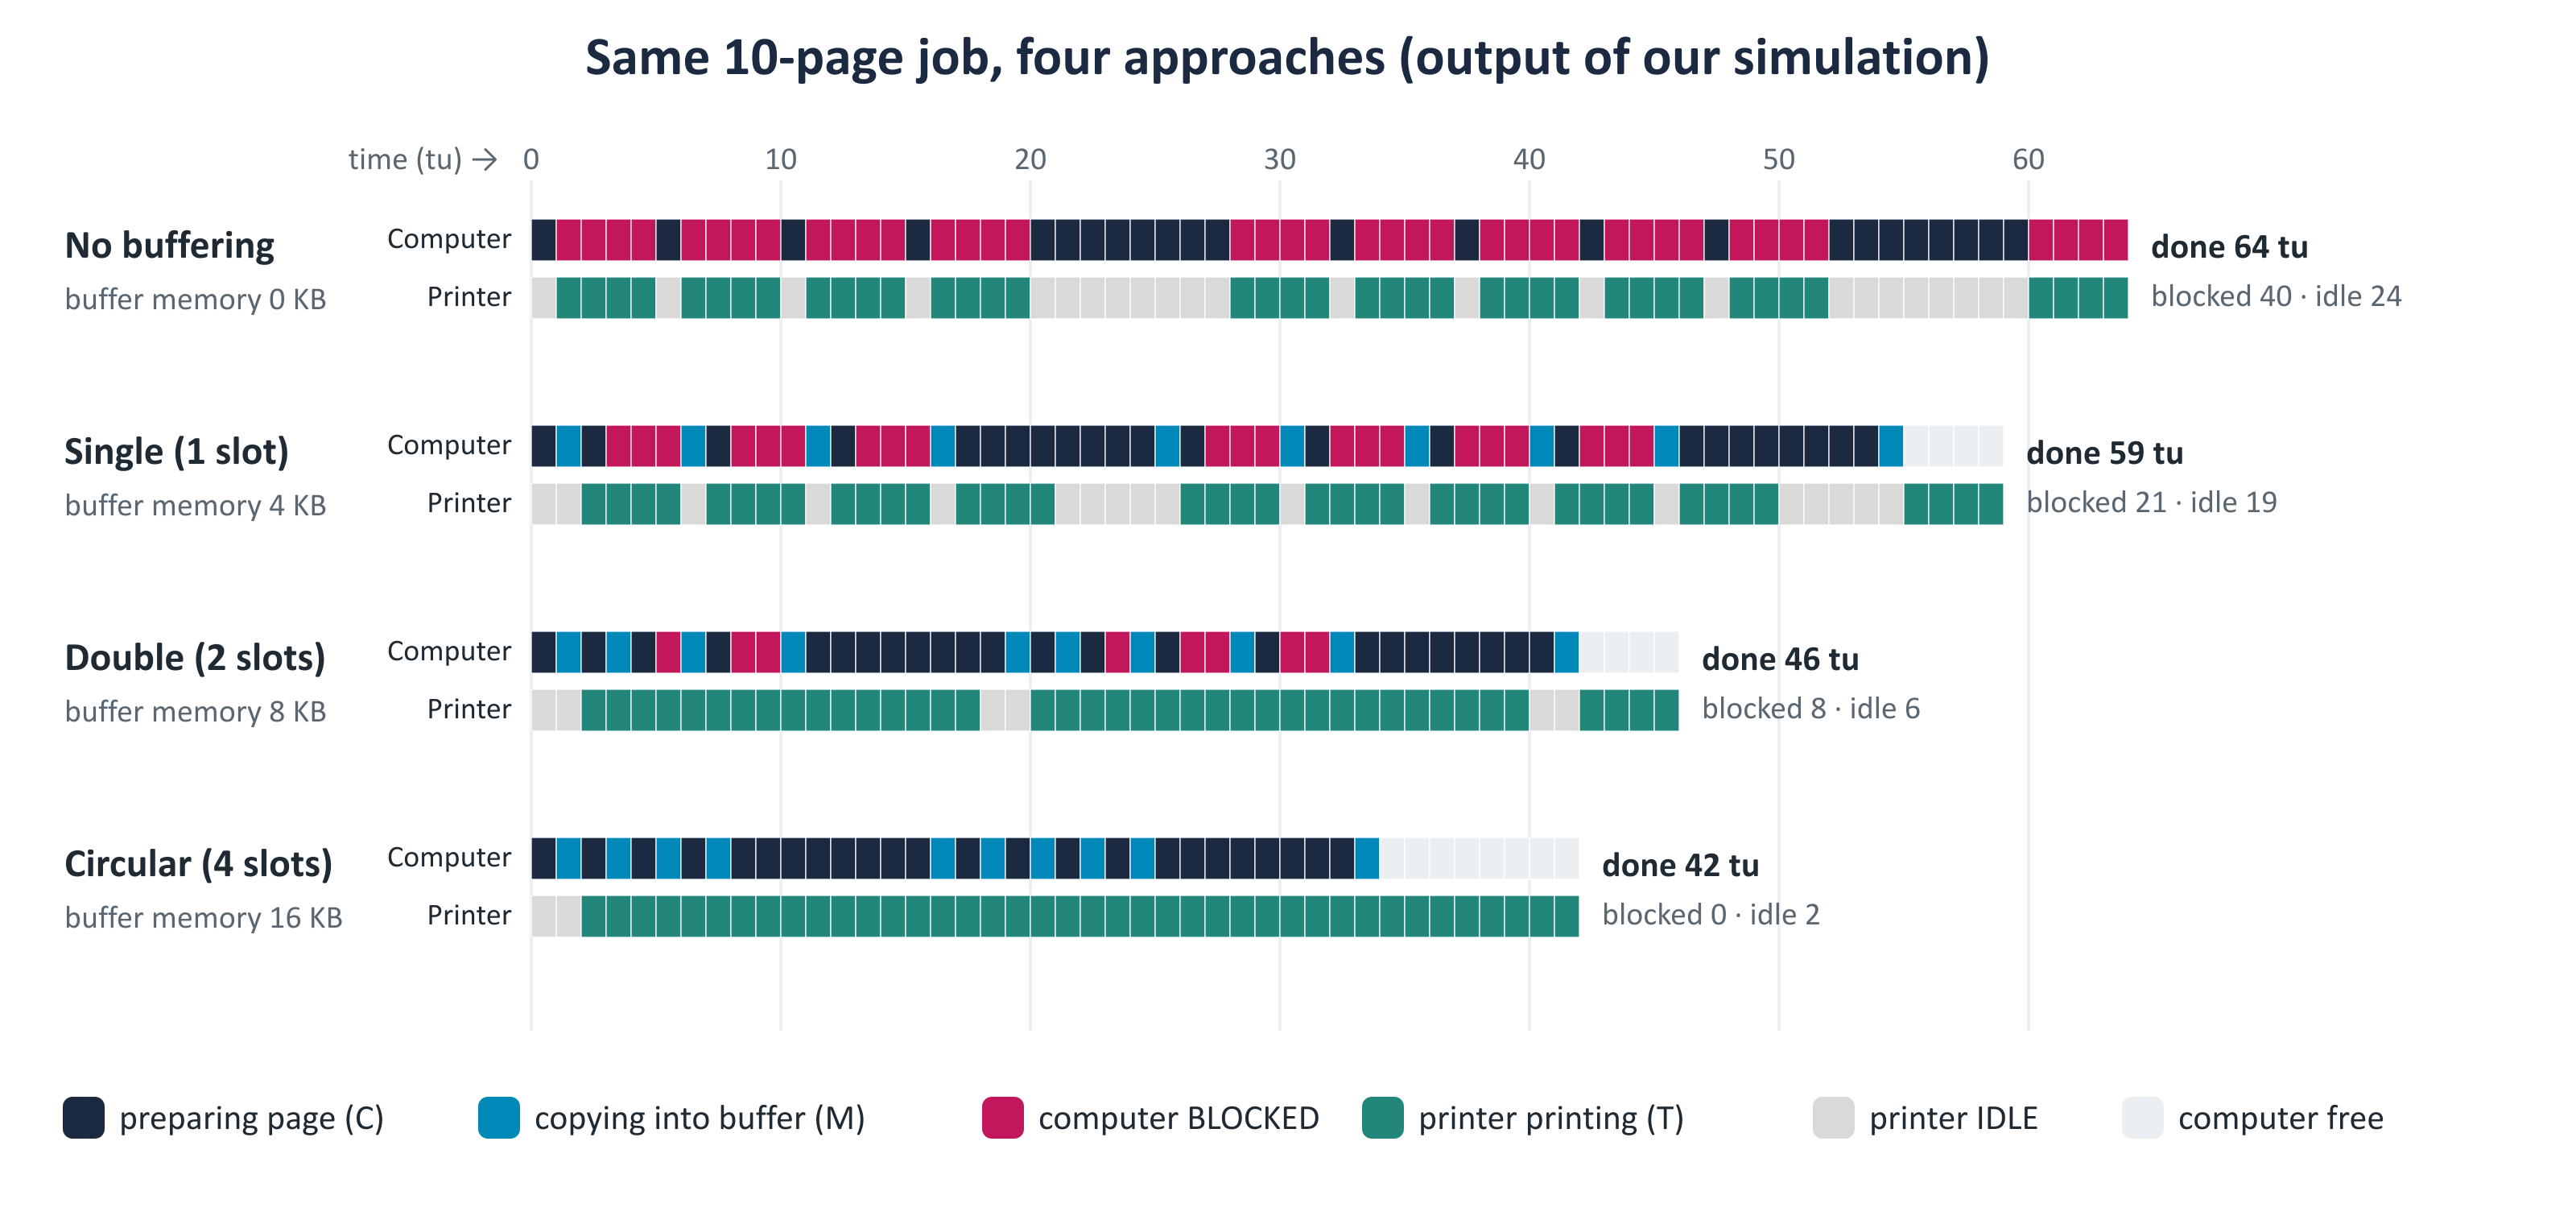 Same 10-page job, four approaches (output of our simulation)
time (tu) → 0 10 20 30 40 50 60
No buffering
buffer memory 0 KB
Computer
Printer
done 64 tu
blocked 40 · idle 24
Single (1 slot)
buffer memory 4 KB
Computer
Printer
done 59 tu
blocked 21 · idle 19
Double (2 slots)
buffer memory 8 KB
Computer
Printer
done 46 tu
blocked 8 · idle 6
Circular (4 slots)
buffer memory 16 KB
Computer
Printer
done 42 tu
blocked 0 · idle 2
preparing page (C) copying into buffer (M) computer BLOCKED printer printing (T) printer IDLE computer free